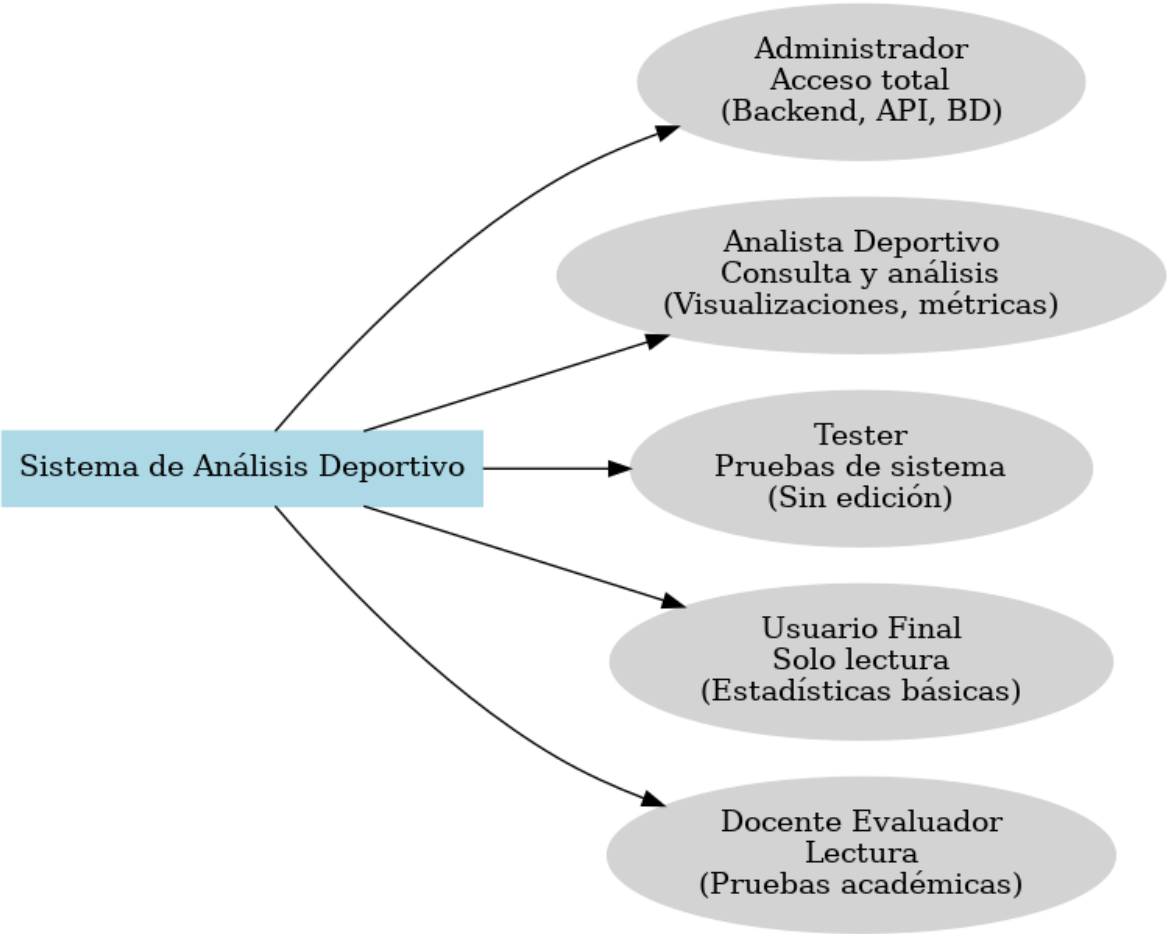 Administrador
Acceso total
(Backend, API, BD)
Analista Deportivo
Consulta y análisis
(Visualizaciones, métricas)
Sistema de Análisis Deportivo
Tester
Pruebas de sistema
(Sin edición)
Usuario Final
Solo lectura
(Estadísticas básicas)
Docente Evaluador
Lectura
(Pruebas académicas)